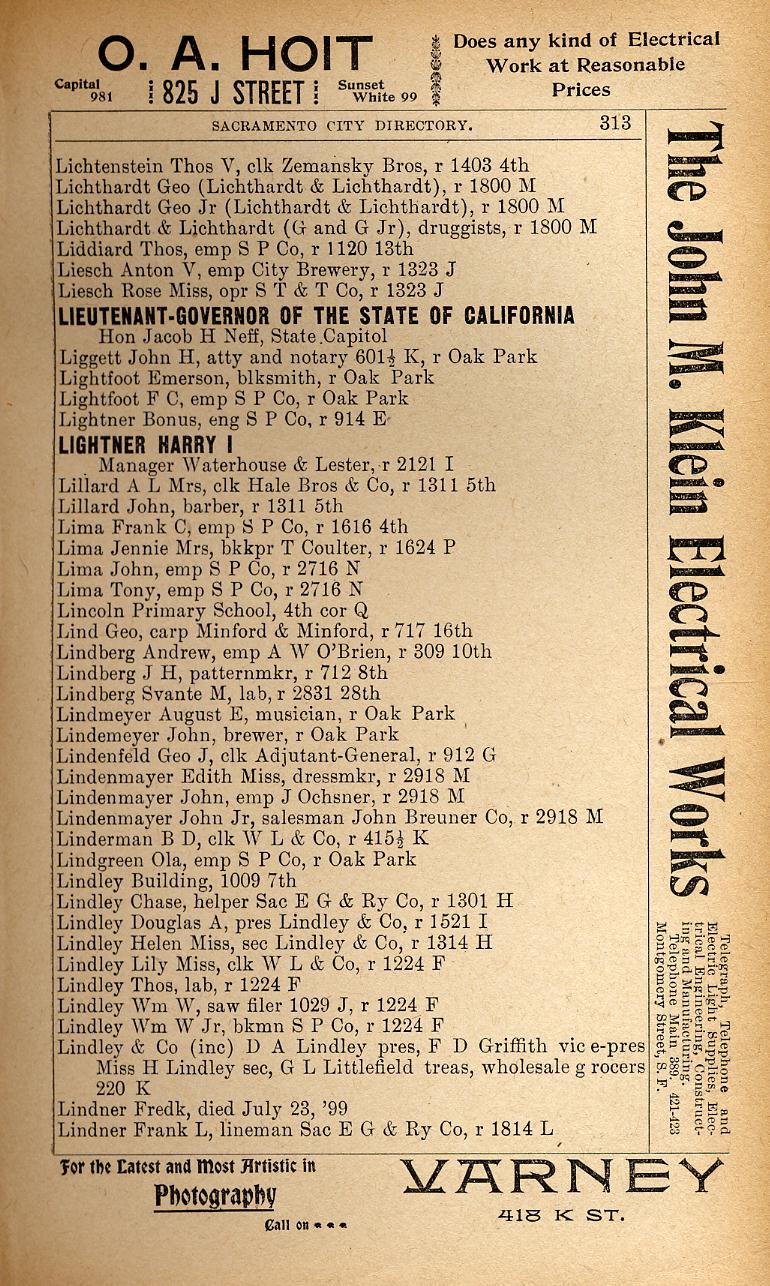 O. A. HOIT
Capital 981
825 J STREET
Sunset White 99
Does any kind of Electrical
Work at Reasonable
Prices
SACRAMENTO CITY DIRECTORY. 313
Lichtenstein Thos V, clk Zemansky Bros, r 1403 4th
Lichthardt Geo (Lichthardt & Lichthardt), r 1800 M
Lichthardt Geo Jr (Lichthardt & Lichthardt), r 1800 M
Lichthardt & Lichthardt (G and G Jr), druggists, r 1800 M
Liddiard Thos, emp S P Co, r 1120 13th
Liesch Anton V, emp City Brewery, r 1323 J
Liesch Rose Miss, opr S T & T Co, r 1323 J
LIEUTENANT-GOVERNOR OF THE STATE OF CALIFORNIA
Hon Jacob H Neff, State Capitol
Liggett John H, atty and notary 601½ K, r Oak Park
Lightfoot Emerson, blksmith, r Oak Park
Lightfoot F C, emp S P Co, r Oak Park
Lightner Bonus, eng S P Co, r 914 E
LIGHTNER HARRY I
Manager Waterhouse & Lester, r 2121 I
Lillard A L Mrs, clk Hale Bros & Co, r 1311 5th
Lillard John, barber, r 1311 5th
Lima Frank C, emp S P Co, r 1616 4th
Lima Jennie Mrs, bkkpr T Coulter, r 1624 P
Lima John, emp S P Co, r 2716 N
Lima Tony, emp S P Co, r 2716 N
Lincoln Primary School, 4th cor Q
Lind Geo, carp Minford & Minford, r 717 16th
Lindberg Andrew, emp A W O'Brien, r 309 10th
Lindberg J H, patternmkr, r 712 8th
Lindberg Svante M, lab, r 2831 28th
Lindmeyer August E, musician, r Oak Park
Lindemeyer John, brewer, r Oak Park
Lindenfeld Geo J, clk Adjutant-General, r 912 G
Lindenmayer Edith Miss, dressmkr, r 2918 M
Lindenmayer John, emp J Ochsner, r 2918 M
Lindenmayer John Jr, salesman John Breuner Co, r 2918 M
Linderman B D, clk W L & Co, r 415½ K
Lindgreen Ola, emp S P Co, r Oak Park
Lindley Building, 1009 7th
Lindley Chase, helper Sac E G & Ry Co, r 1301 H
Lindley Douglas A, pres Lindley & Co, r 1521 I
Lindley Helen Miss, sec Lindley & Co, r 1314 H
Lindley Lily Miss, clk W L & Co, r 1224 F
Lindley Thos, lab, r 1224 F
Lindley Wm W, saw filer 1029 J, r 1224 F
Lindley Wm W Jr, bkmn S P Co, r 1224 F
Lindley & Co (inc) D A Lindley pres, F D Griffith vice-pres
Miss H Lindley sec, G L Littlefield treas, wholesale grocers
220 K
Lindner Fredk, died July 23, '99
Lindner Frank L, lineman Sac E G & Ry Co, r 1814 L
The John M. Klein Electrical Works
Telegraph, Telephone and
Electric Light Supplies, Elec-
trical Engineering, Construct-
ing and Manufacturing.
Telephone Main 389. 421-423
Montgomery Street, S. F.
For the Latest and Most Artistic in
Photography
Call on
VARNEY
418 K ST.